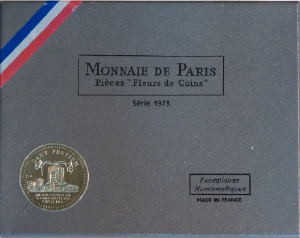 MONNAIE DE PARIS
Pièces "Fleurs de Coins"
Série 1973
Exemplaires
Numismatiques
MADE IN FRANCE